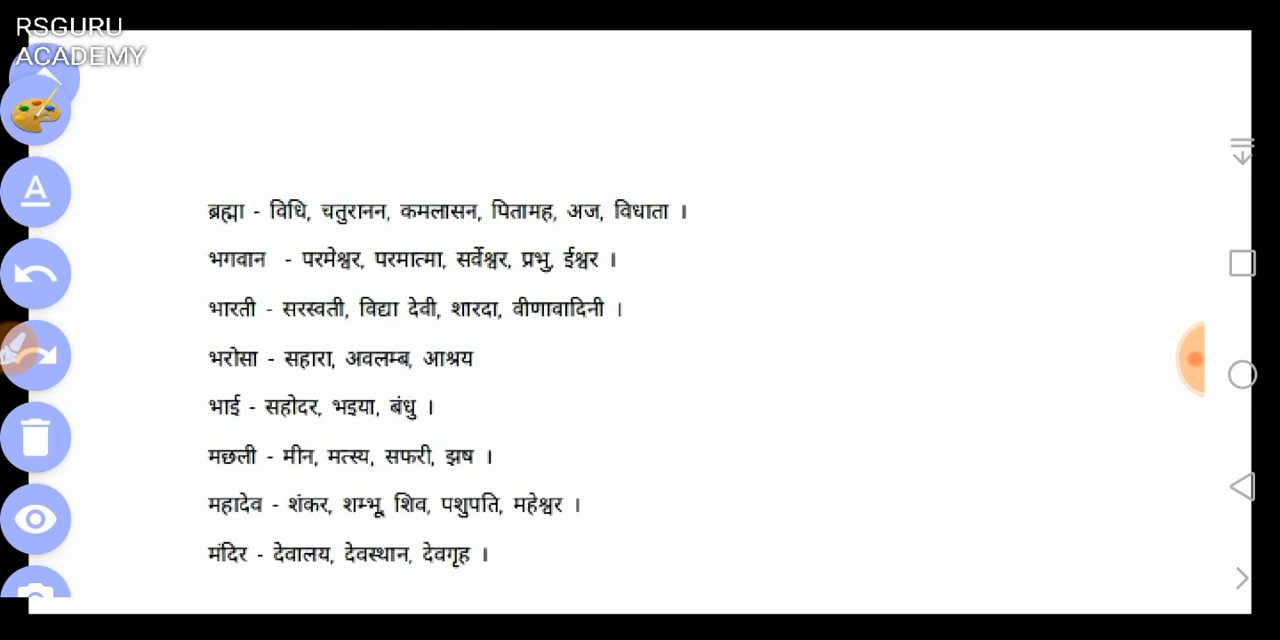 RSGURU
ACADEMY
ब्रह्मा - विधि, चतुरानन, कमलासन, पितामह, अज, विधाता ।
भगवान - परमेश्वर, परमात्मा, सर्वेश्वर, प्रभु, ईश्वर ।
भारती - सरस्वती, विद्या देवी, शारदा, वीणावादिनी ।
भरोसा - सहारा, अवलम्ब, आश्रय
भाई - सहोदर, भइया, बंधु ।
मछली - मीन, मत्स्य, सफरी, झष ।
महादेव - शंकर, शम्भू, शिव, पशुपति, महेश्वर ।
मंदिर - देवालय, देवस्थान, देवगृह ।